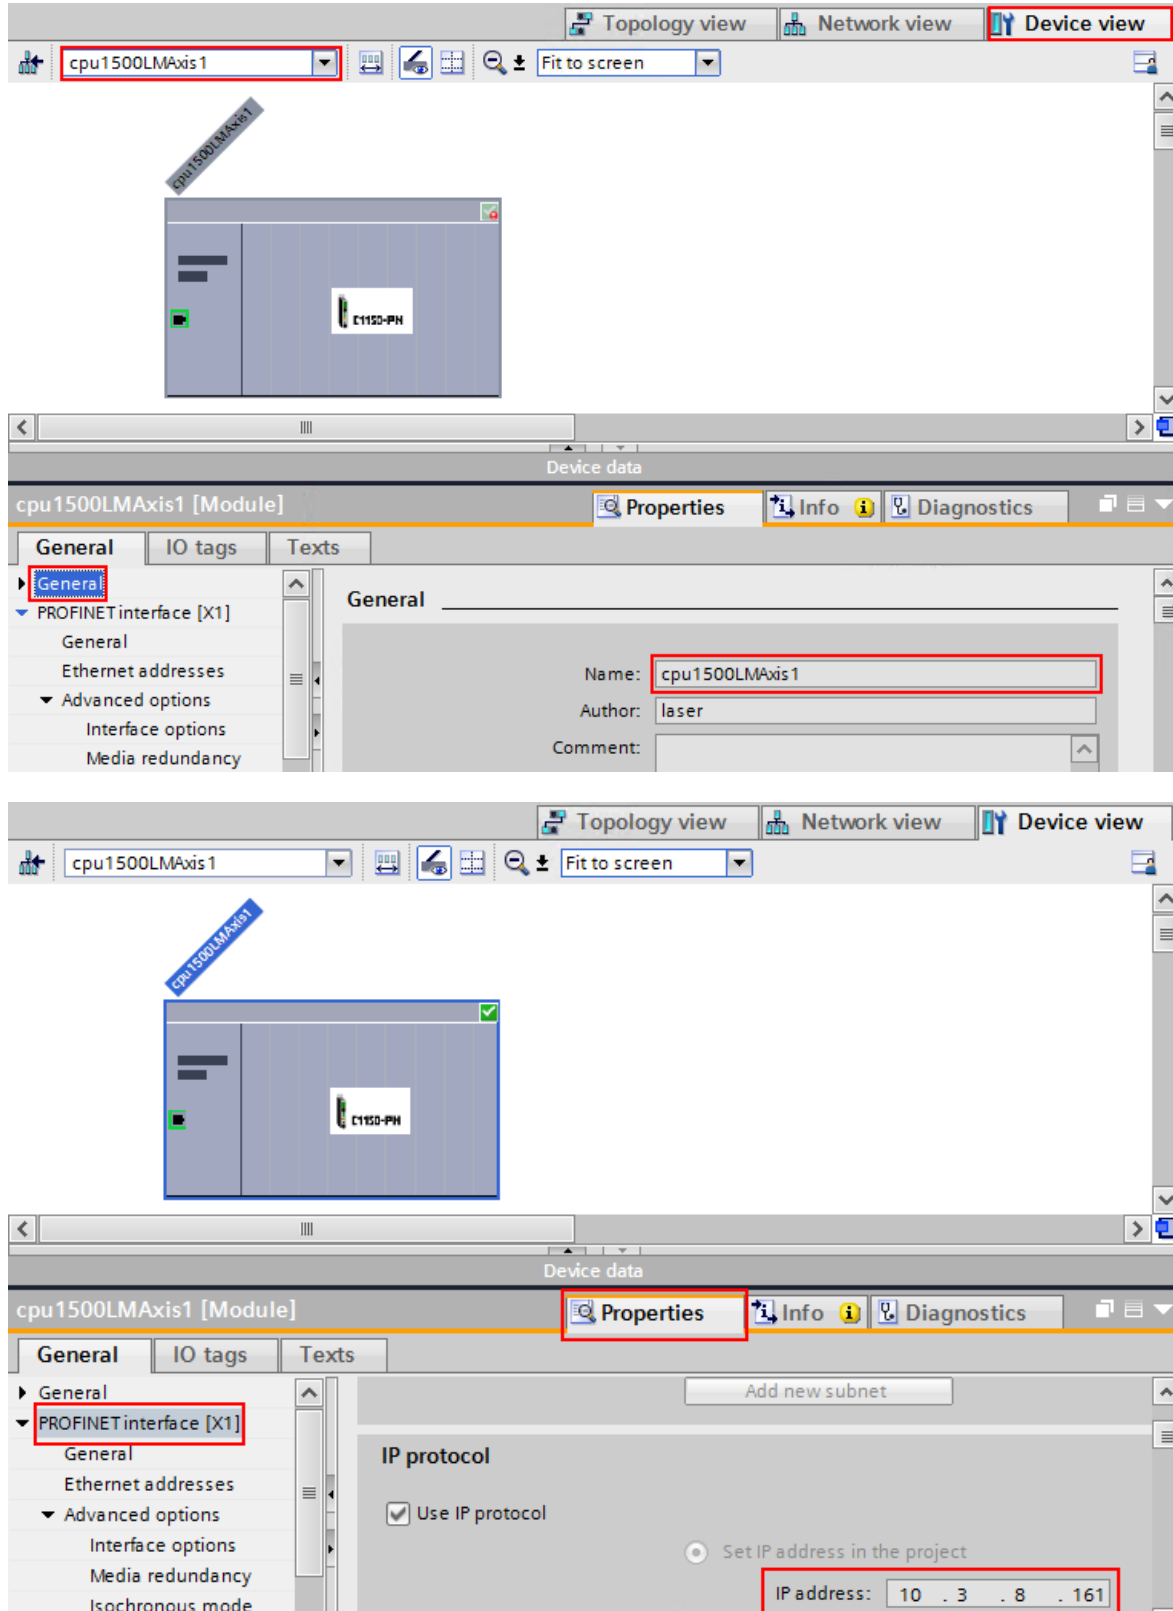 Topology view
Network view
Device view
cpu1500LMAxis1
Fit to screen
cpu1500LMAxis1
C1150-PN
Device data
cpu1500LMAxis1 [Module]
Properties
Info
Diagnostics
General
IO tags
Texts
General
PROFINET interface [X1]
General
Ethernet addresses
Advanced options
Interface options
Media redundancy
General
Name: cpu1500LMAxis1
Author: laser
Comment:
Topology view
Network view
Device view
cpu1500LMAxis1
Fit to screen
cpu1500LMAxis1
C1150-PN
Device data
cpu1500LMAxis1 [Module]
Properties
Info
Diagnostics
General
IO tags
Texts
General
PROFINET interface [X1]
General
Ethernet addresses
Advanced options
Interface options
Media redundancy
Isochronous mode
Add new subnet
IP protocol
Use IP protocol
Set IP address in the project
IP address: 10 . 3 . 8 . 161